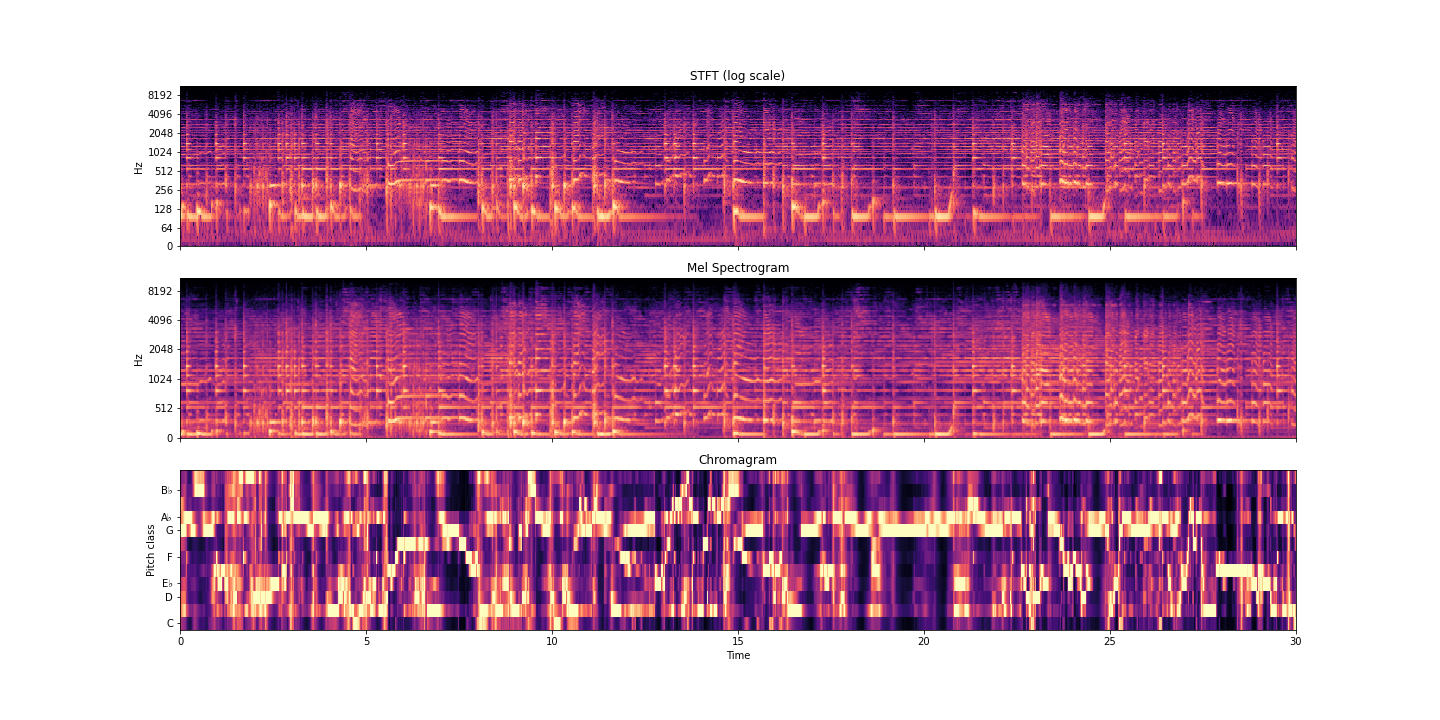 STFT (log scale)
8192
4096
2048
1024
512
256
128
64
0
Hz
Mel Spectrogram
8192
4096
2048
1024
512
0
Hz
Chromagram
B♭
A♭
G
F
E♭
D
C
Pitch class
0 5 10 15 20 25 30
Time